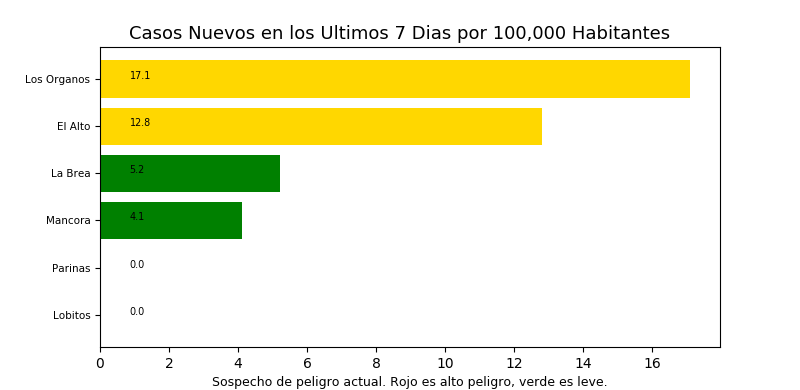 Casos Nuevos en los Ultimos 7 Dias por 100,000 Habitantes
Los Organos 17.1
El Alto 12.8
La Brea 5.2
Mancora 4.1
Parinas 0.0
Lobitos 0.0
0 2 4 6 8 10 12 14 16
Sospecho de peligro actual. Rojo es alto peligro, verde es leve.